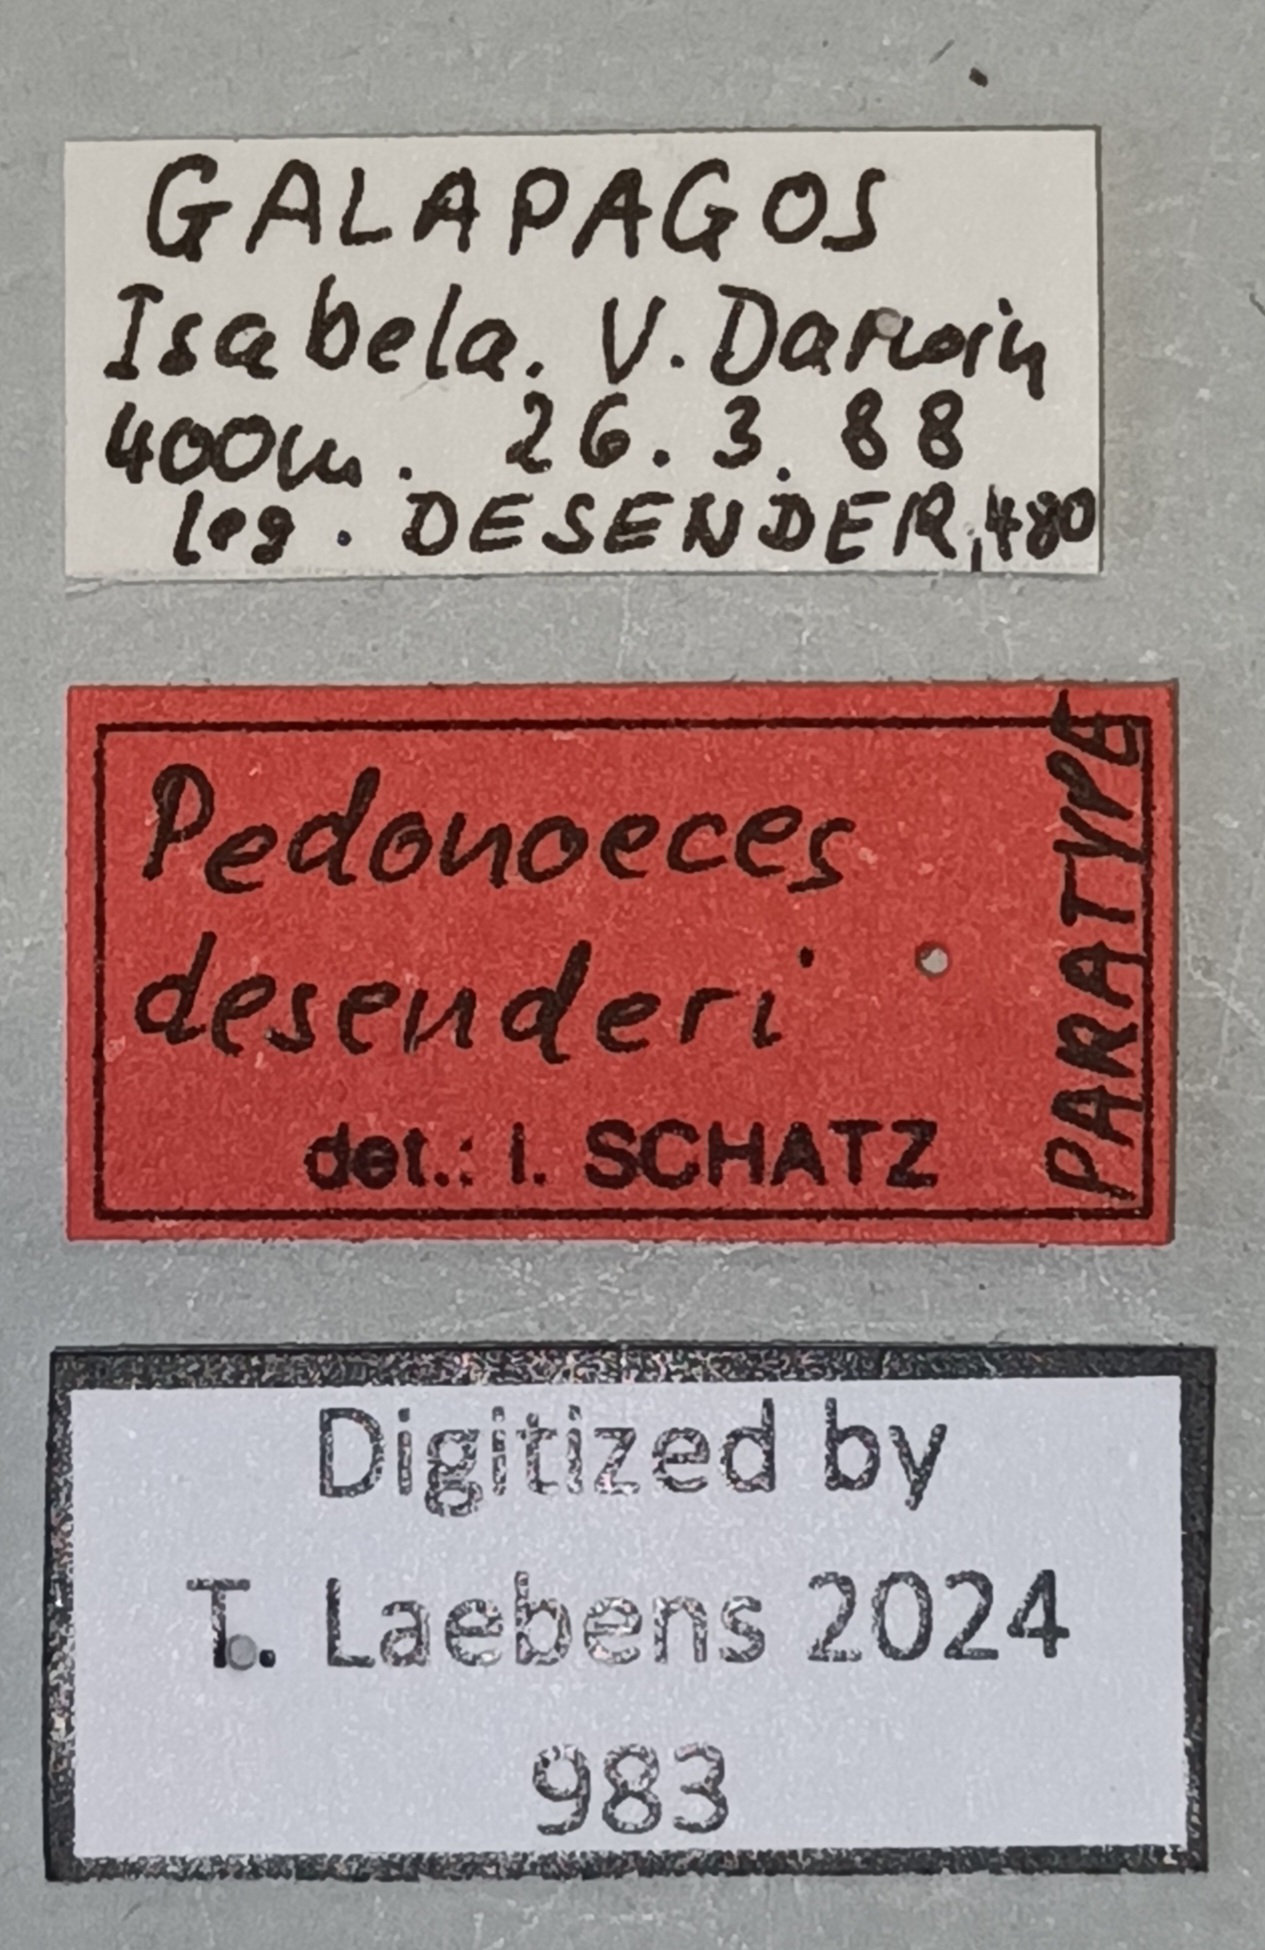 GALAPAGOS
Isabela. V. Darwin
400m. 26.3.88
leg. DESENDER, 480
Pedonoeces
desenderi
det.: I. SCHATZ
PARATYPE
Digitized by
T. Laebens 2024
983